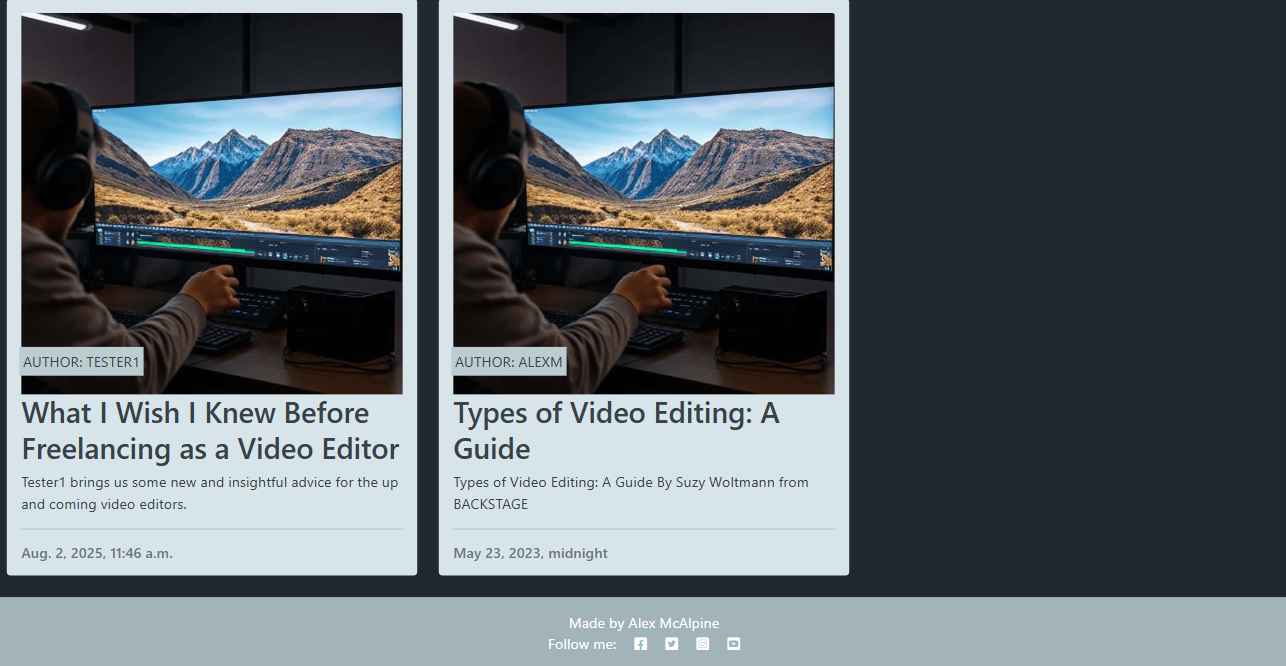 AUTHOR: TESTER1
What I Wish I Knew Before
Freelancing as a Video Editor
Tester1 brings us some new and insightful advice for the up
and coming video editors.
Aug. 2, 2025, 11:46 a.m.
AUTHOR: ALEXM
Types of Video Editing: A
Guide
Types of Video Editing: A Guide By Suzy Woltmann from
BACKSTAGE
May 23, 2023, midnight
Made by Alex McAlpine
Follow me: